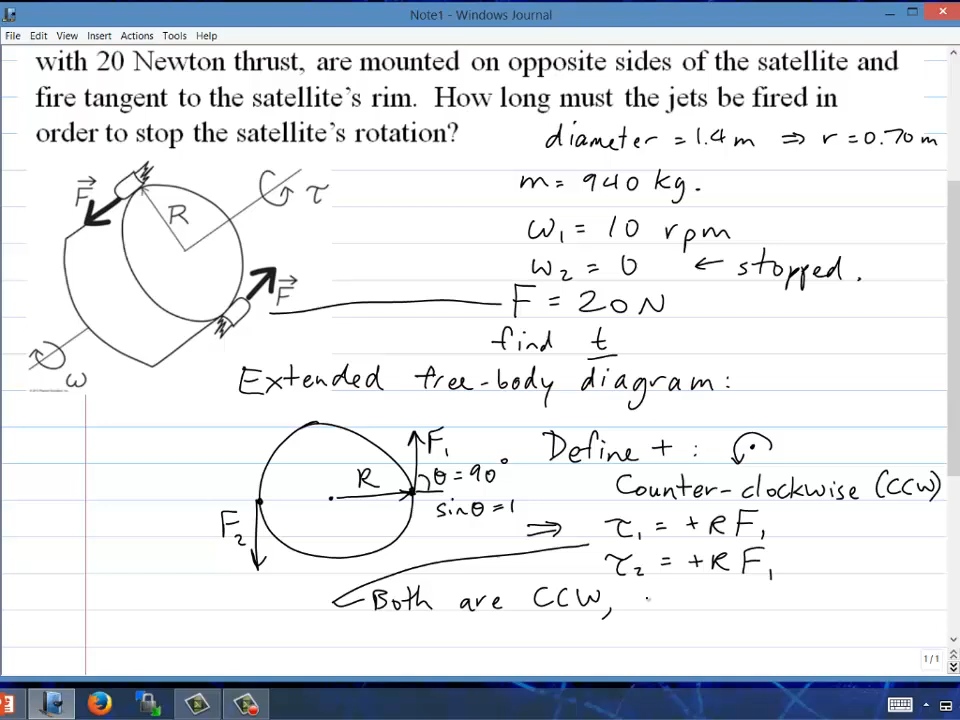 Note1 - Windows Journal
File Edit View Insert Actions Tools Help
with 20 Newton thrust, are mounted on opposite sides of the satellite and
fire tangent to the satellite's rim. How long must the jets be fired in
order to stop the satellite's rotation?
diameter = 1.4 m ⇒ r = 0.70 m
m = 940 kg.
ω₁ = 10 rpm
ω₂ = 0 ← stopped.
F = 20 N
find t
F
R
τ
F
ω
Extended free-body diagram:
F₁
R
θ = 90°
sinθ = 1
F₂
Define + :
Counter-clockwise (CCW)
⇒ τ₁ = +R F₁
τ₂ = +R F₁
Both are CCW,
1/1